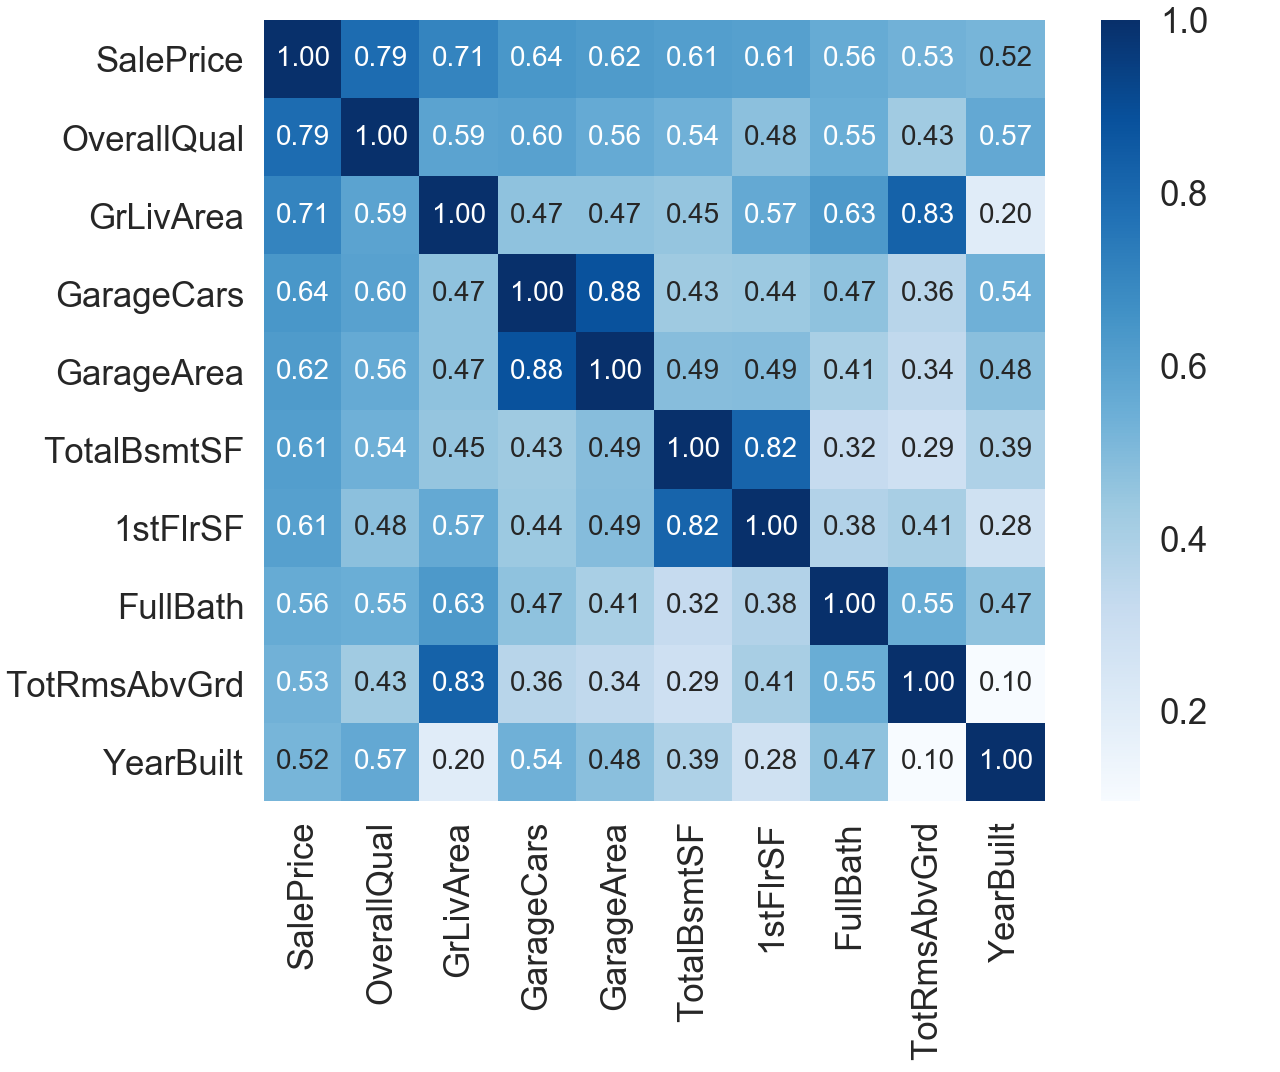 SalePrice 1.00 0.79 0.71 0.64 0.62 0.61 0.61 0.56 0.53 0.52
OverallQual 0.79 1.00 0.59 0.60 0.56 0.54 0.48 0.55 0.43 0.57
GrLivArea 0.71 0.59 1.00 0.47 0.47 0.45 0.57 0.63 0.83 0.20
GarageCars 0.64 0.60 0.47 1.00 0.88 0.43 0.44 0.47 0.36 0.54
GarageArea 0.62 0.56 0.47 0.88 1.00 0.49 0.49 0.41 0.34 0.48
TotalBsmtSF 0.61 0.54 0.45 0.43 0.49 1.00 0.82 0.32 0.29 0.39
1stFlrSF 0.61 0.48 0.57 0.44 0.49 0.82 1.00 0.38 0.41 0.28
FullBath 0.56 0.55 0.63 0.47 0.41 0.32 0.38 1.00 0.55 0.47
TotRmsAbvGrd 0.53 0.43 0.83 0.36 0.34 0.29 0.41 0.55 1.00 0.10
YearBuilt 0.52 0.57 0.20 0.54 0.48 0.39 0.28 0.47 0.10 1.00
SalePrice
OverallQual
GrLivArea
GarageCars
GarageArea
TotalBsmtSF
1stFlrSF
FullBath
TotRmsAbvGrd
YearBuilt
1.0
0.8
0.6
0.4
0.2